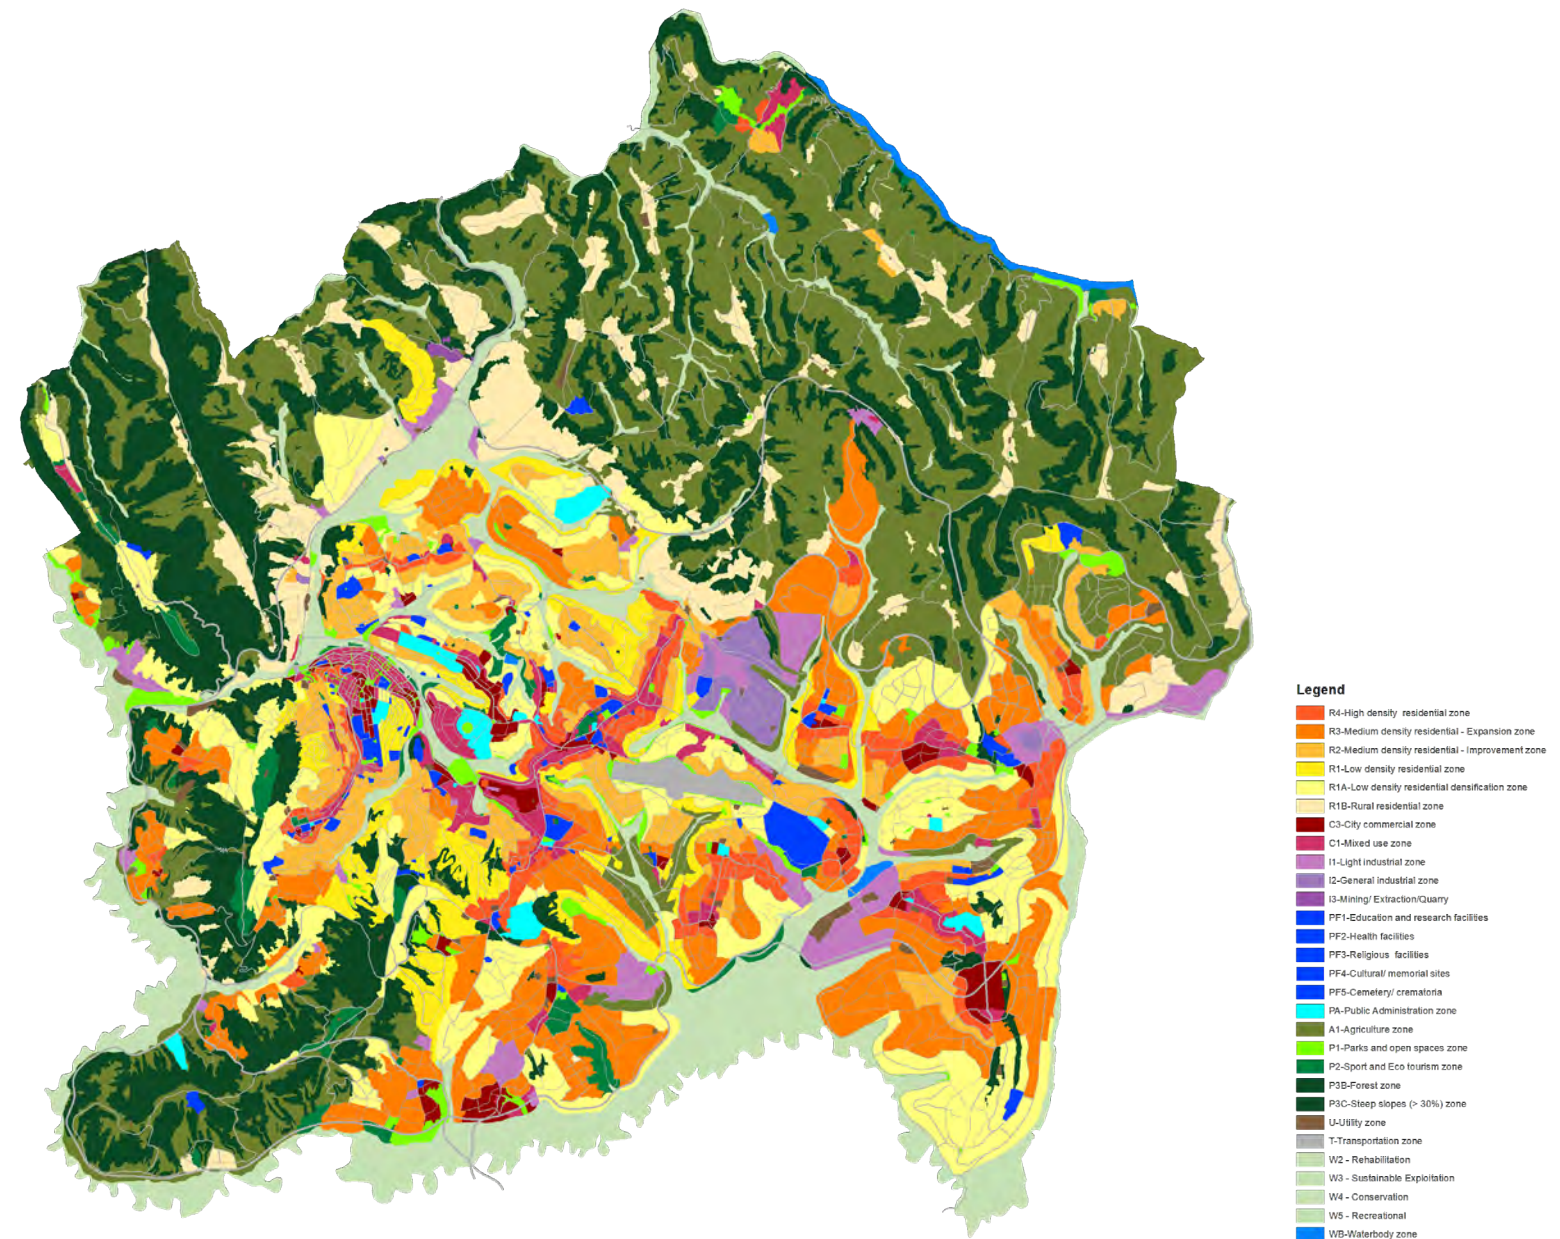 Legend
R4-High density residential zone
R3-Medium density residential - Expansion zone
R2-Medium density residential - Improvement zone
R1-Low density residential zone
R1A-Low density residential densification zone
R1B-Rural residential zone
C3-City commercial zone
C1-Mixed use zone
I1-Light industrial zone
I2-General industrial zone
I3-Mining/ Extraction/Quarry
PF1-Education and research facilities
PF2-Health facilities
PF3-Religious facilities
PF4-Cultural/ memorial sites
PF5-Cemetery/ crematoria
PA-Public Administration zone
A1-Agriculture zone
P1-Parks and open spaces zone
P2-Sport and Eco tourism zone
P3B-Forest zone
P3C-Steep slopes (> 30%) zone
U-Utility zone
T-Transportation zone
W2 - Rehabilitation
W3 - Sustainable Exploitation
W4 - Conservation
W5 - Recreational
WB-Waterbody zone